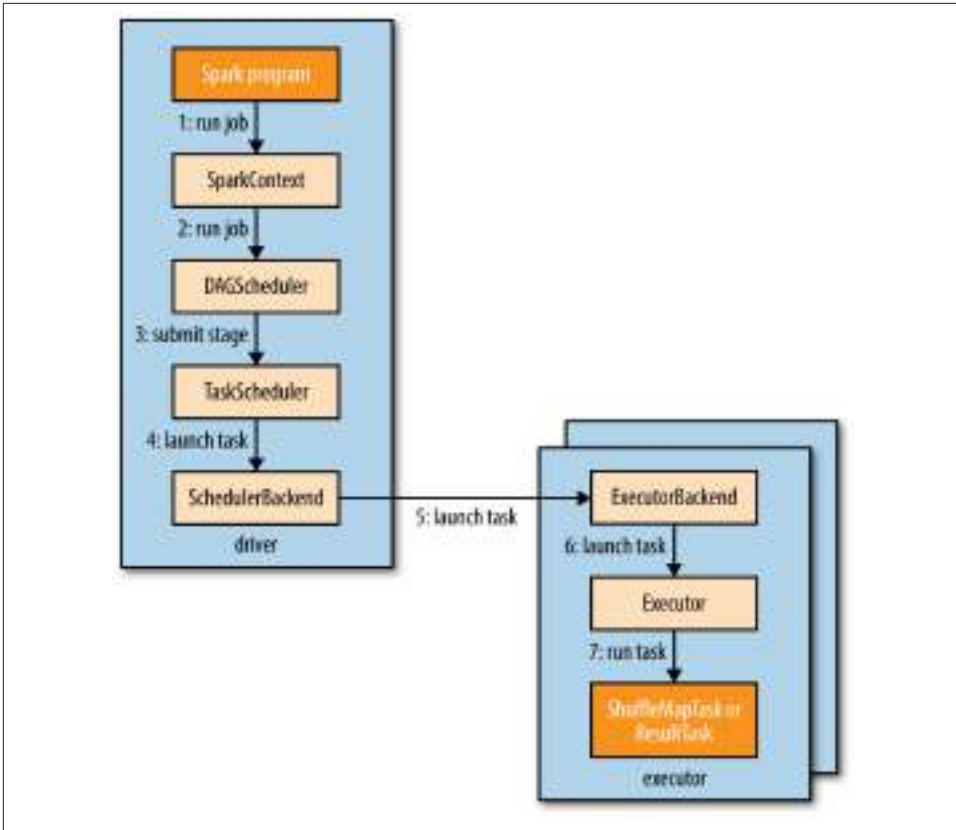 Spark program
1: run job
SparkContext
2: run job
DAGScheduler
3: submit stage
TaskScheduler
4: launch task
SchedulerBackend
driver
5: launch task
ExecutorBackend
6: launch task
Executor
7: run task
ShuffleMapTask or
ResultTask
executor